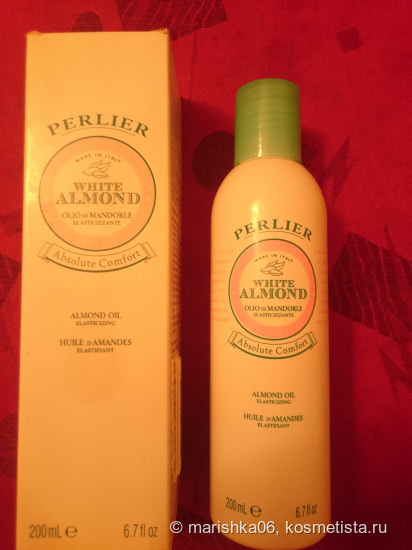 PERLIER
MADE IN ITALY
WHITE
ALMOND
OLIO DI MANDORLE
ELASTICIZZANTE
Absolute Comfort
ALMOND OIL
ELASTICIZING
HUILE D'AMANDES
ELASTIFIANT
200 mL ℮ 6.7 fl oz
PERLIER
MADE IN ITALY
WHITE
ALMOND
OLIO DI MANDORLE
ELASTICIZZANTE
Absolute Comfort
ALMOND OIL
ELASTICIZING
HUILE D'AMANDES
ELASTIFIANT
200 mL ℮ 6.7 fl oz
© marishka06, kosmetista.ru